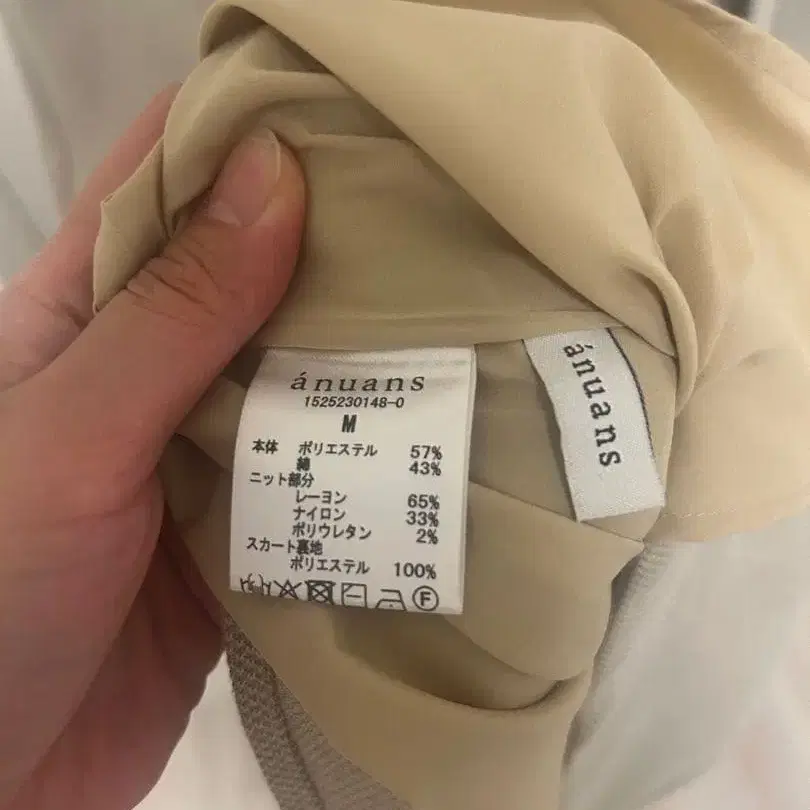 ánuans
1525230148-0
M
本体 ポリエステル 57%
綿 43%
ニット部分
レーヨン 65%
ナイロン 33%
ポリウレタン 2%
スカート裏地
ポリエステル 100%
F
ánuans